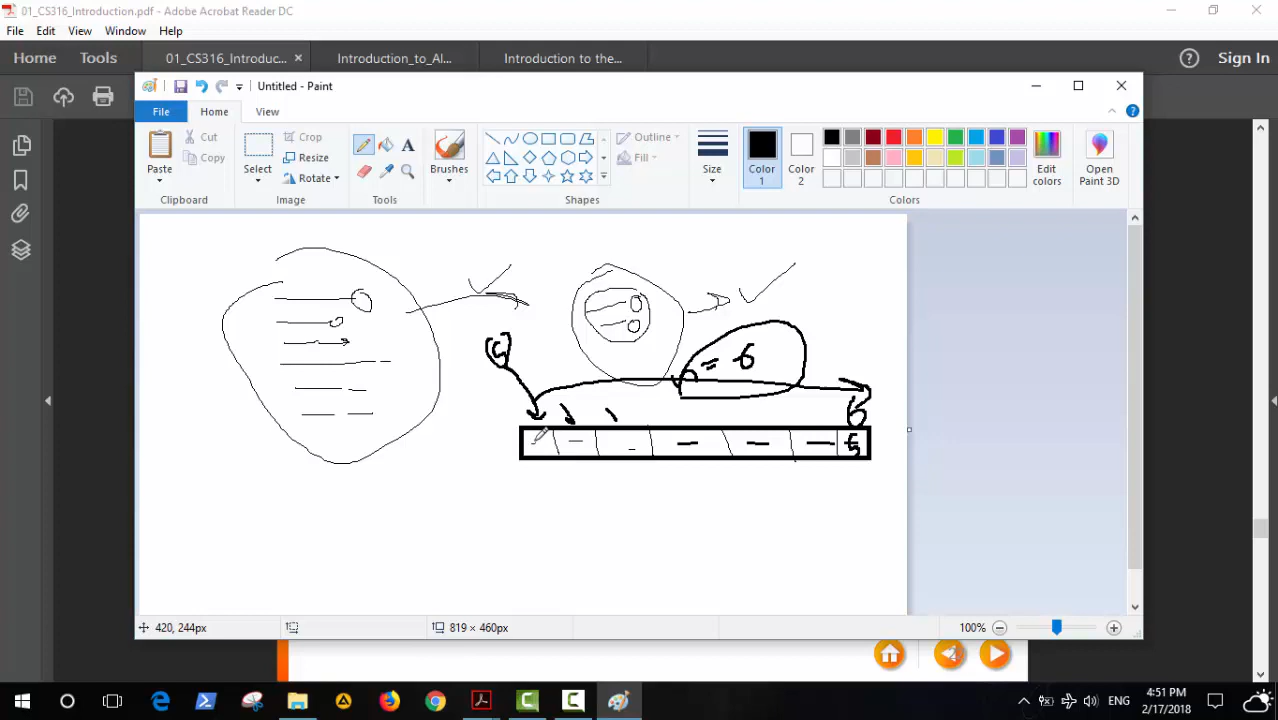 01_CS316_Introduction.pdf - Adobe Acrobat Reader DC
File Edit View Window Help
Home Tools 01_CS316_Introduc... × Introduction_to_Al... Introduction to the... ? Sign In
Untitled - Paint
File Home View
Paste Cut Copy
Clipboard
Select Crop Resize Rotate
Image
A
Tools
Brushes
Outline Fill
Shapes
Size
Color 1 Color 2
Edit colors
Colors
Open Paint 3D
= 6
5
6
5
420, 244px 819 × 460px 100%
ENG 4:51 PM
2/17/2018